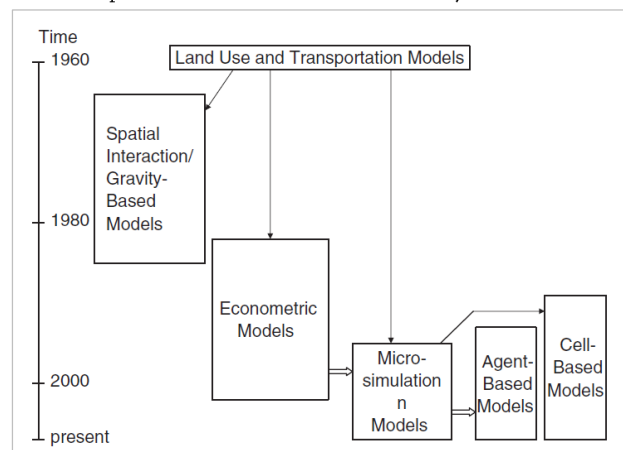 Time
1960
Land Use and Transportation Models
Spatial
Interaction/
Gravity-
Based
Models
1980
Econometric
Models
Micro-
simulatio
n
Models
Agent-
Based
Models
Cell-
Based
Models
2000
present